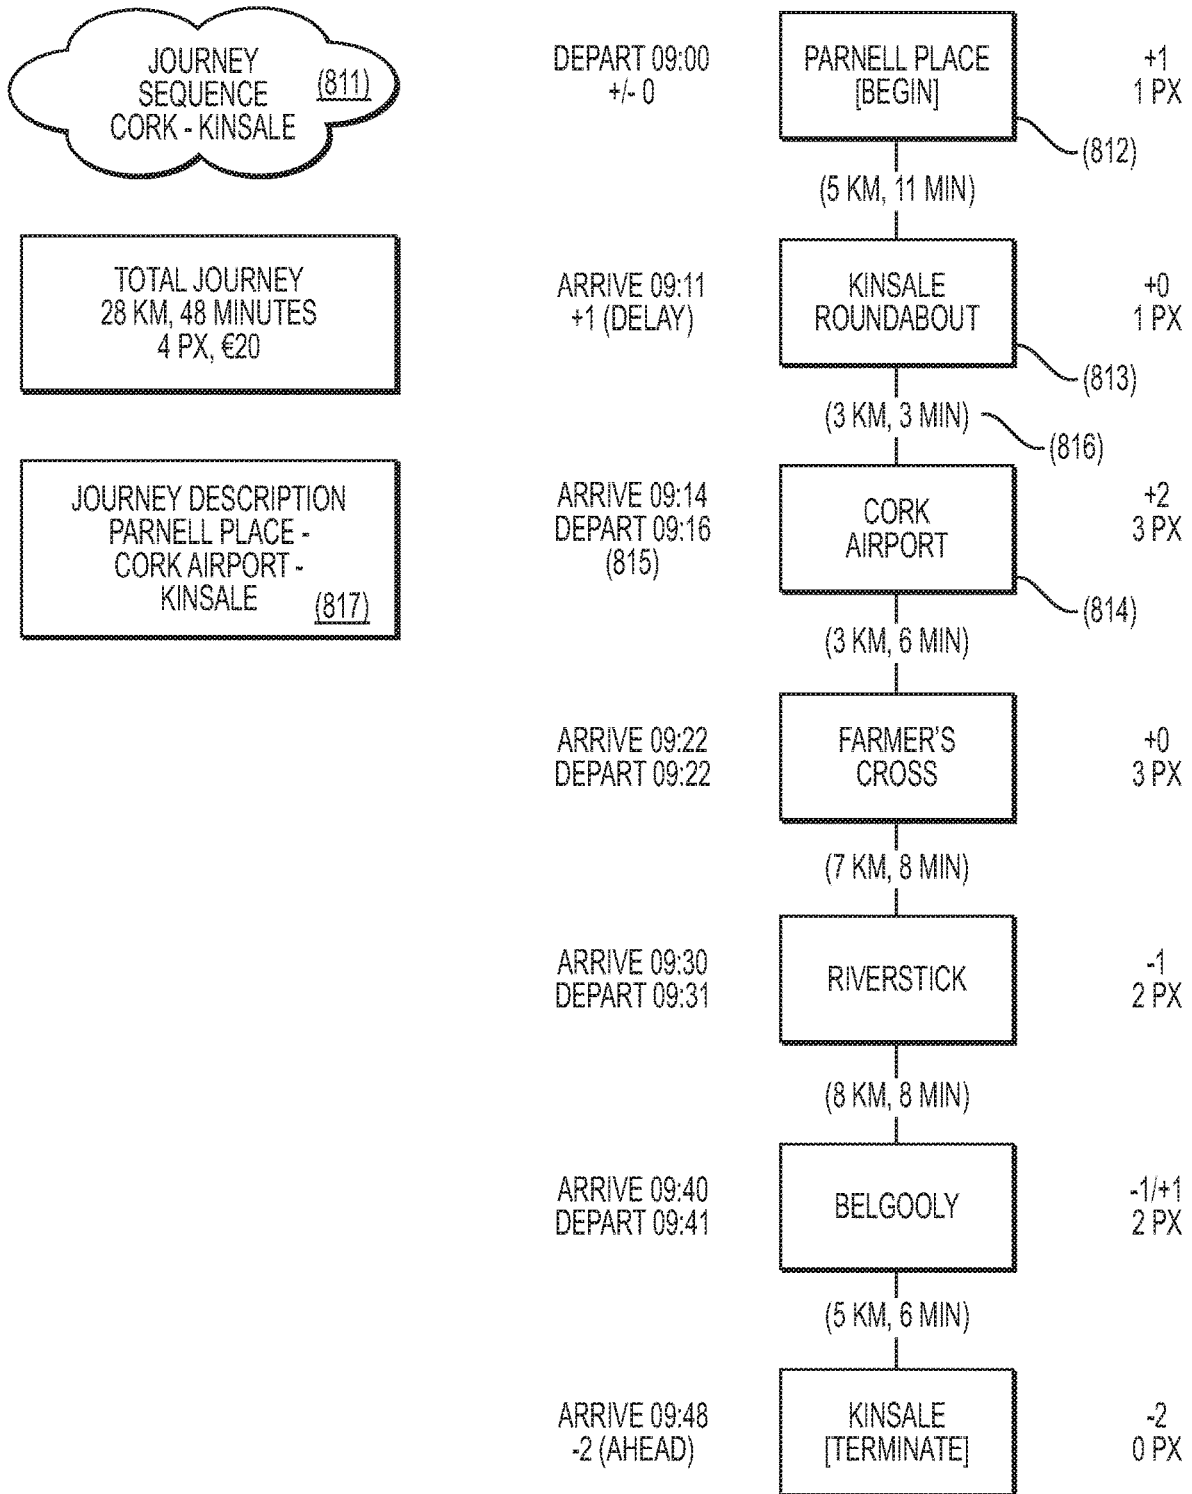 JOURNEY
SEQUENCE
CORK - KINSALE
(811)
TOTAL JOURNEY
28 KM, 48 MINUTES
4 PX, €20
JOURNEY DESCRIPTION
PARNELL PLACE -
CORK AIRPORT -
KINSALE
(817)
DEPART 09:00
+/- 0
PARNELL PLACE
[BEGIN]
+1
1 PX
(812)
(5 KM, 11 MIN)
ARRIVE 09:11
+1 (DELAY)
KINSALE
ROUNDABOUT
+0
1 PX
(813)
(3 KM, 3 MIN)
(816)
ARRIVE 09:14
DEPART 09:16
(815)
CORK
AIRPORT
+2
3 PX
(814)
(3 KM, 6 MIN)
ARRIVE 09:22
DEPART 09:22
FARMER'S
CROSS
+0
3 PX
(7 KM, 8 MIN)
ARRIVE 09:30
DEPART 09:31
RIVERSTICK
-1
2 PX
(8 KM, 8 MIN)
ARRIVE 09:40
DEPART 09:41
BELGOOLY
-1/+1
2 PX
(5 KM, 6 MIN)
ARRIVE 09:48
-2 (AHEAD)
KINSALE
[TERMINATE]
-2
0 PX